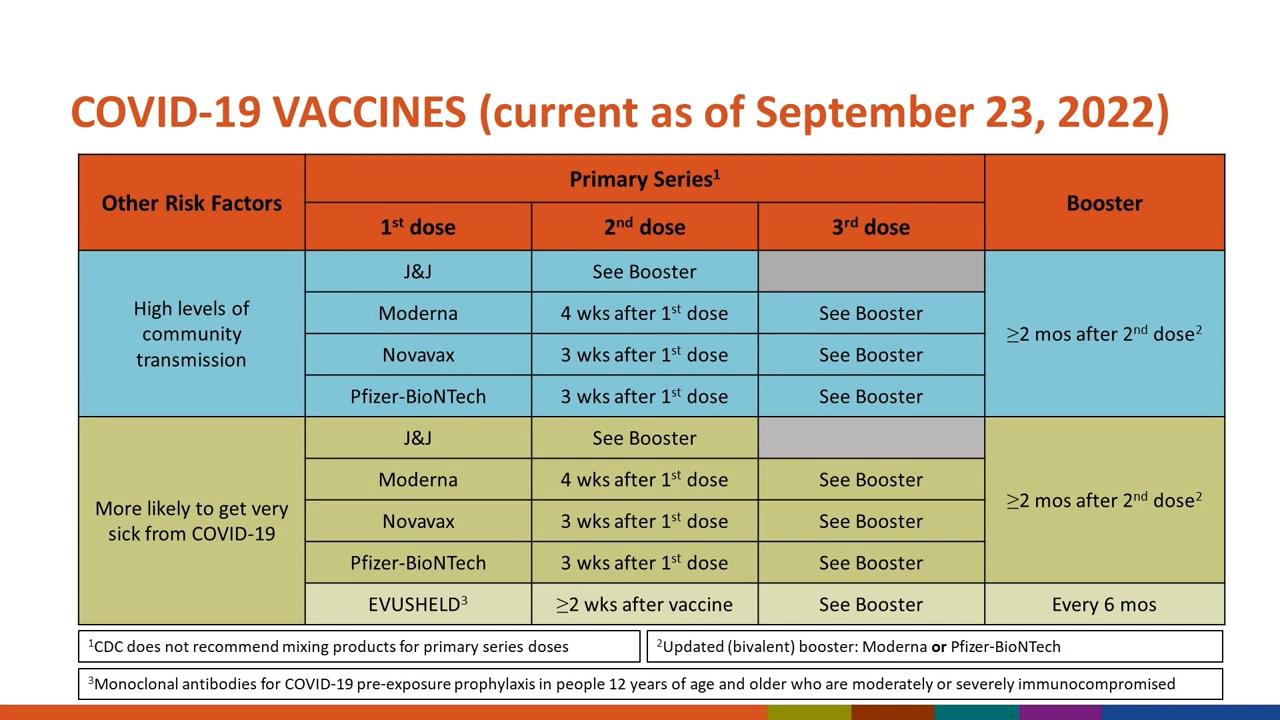 COVID-19 VACCINES (current as of September 23, 2022)
Other Risk Factors
Primary Series¹
Booster
1st dose
2nd dose
3rd dose
High levels of
community
transmission
J&J
See Booster
Moderna
4 wks after 1st dose
See Booster
Novavax
3 wks after 1st dose
See Booster
Pfizer-BioNTech
3 wks after 1st dose
See Booster
≥2 mos after 2nd dose²
More likely to get very
sick from COVID-19
J&J
See Booster
Moderna
4 wks after 1st dose
See Booster
Novavax
3 wks after 1st dose
See Booster
Pfizer-BioNTech
3 wks after 1st dose
See Booster
≥2 mos after 2nd dose²
EVUSHELD³
≥2 wks after vaccine
See Booster
Every 6 mos
¹CDC does not recommend mixing products for primary series doses
²Updated (bivalent) booster: Moderna or Pfizer-BioNTech
³Monoclonal antibodies for COVID-19 pre-exposure prophylaxis in people 12 years of age and older who are moderately or severely immunocompromised